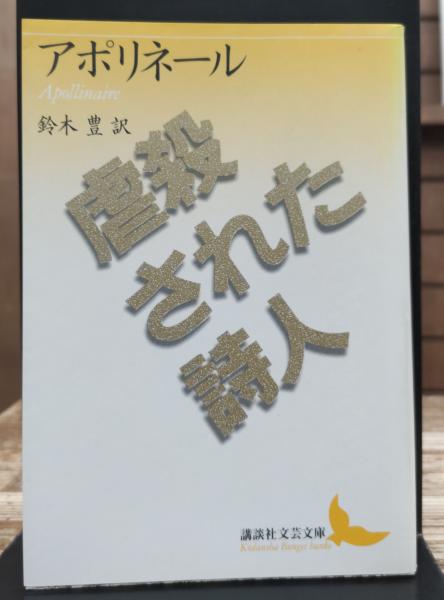 アポリネール
Apollinaire
鈴木 豊 訳
虐殺
された
詩人
講談社文芸文庫
Kodansha Bungei bunko